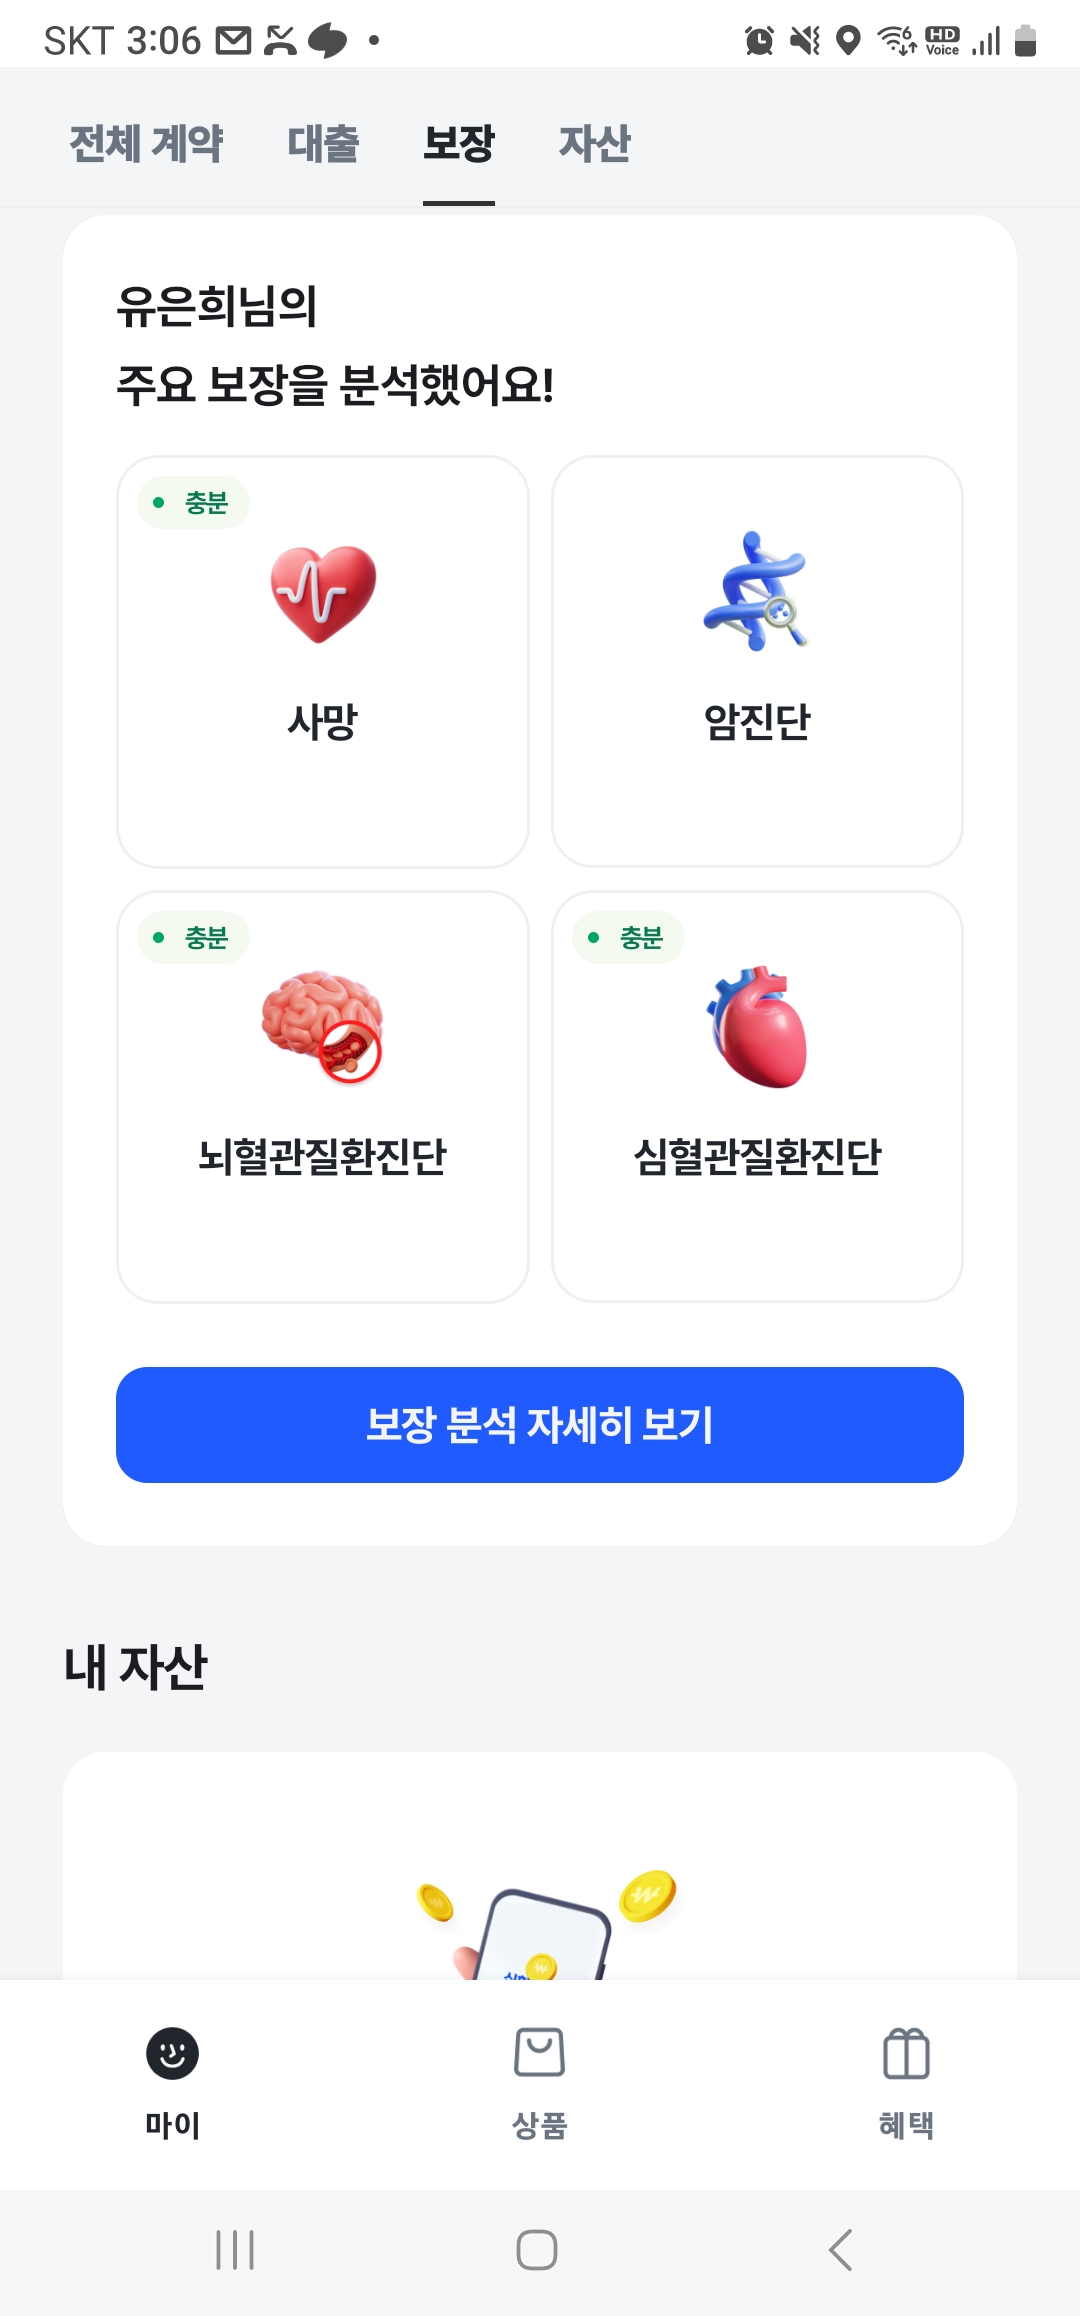 SKT 3:06
HD
Voice
6
전체 계약 대출 보장 자산
유은희님의
주요 보장을 분석했어요!
충분
사망
암진단
충분
뇌혈관질환진단
충분
심혈관질환진단
보장 분석 자세히 보기
내 자산
마이 상품 혜택